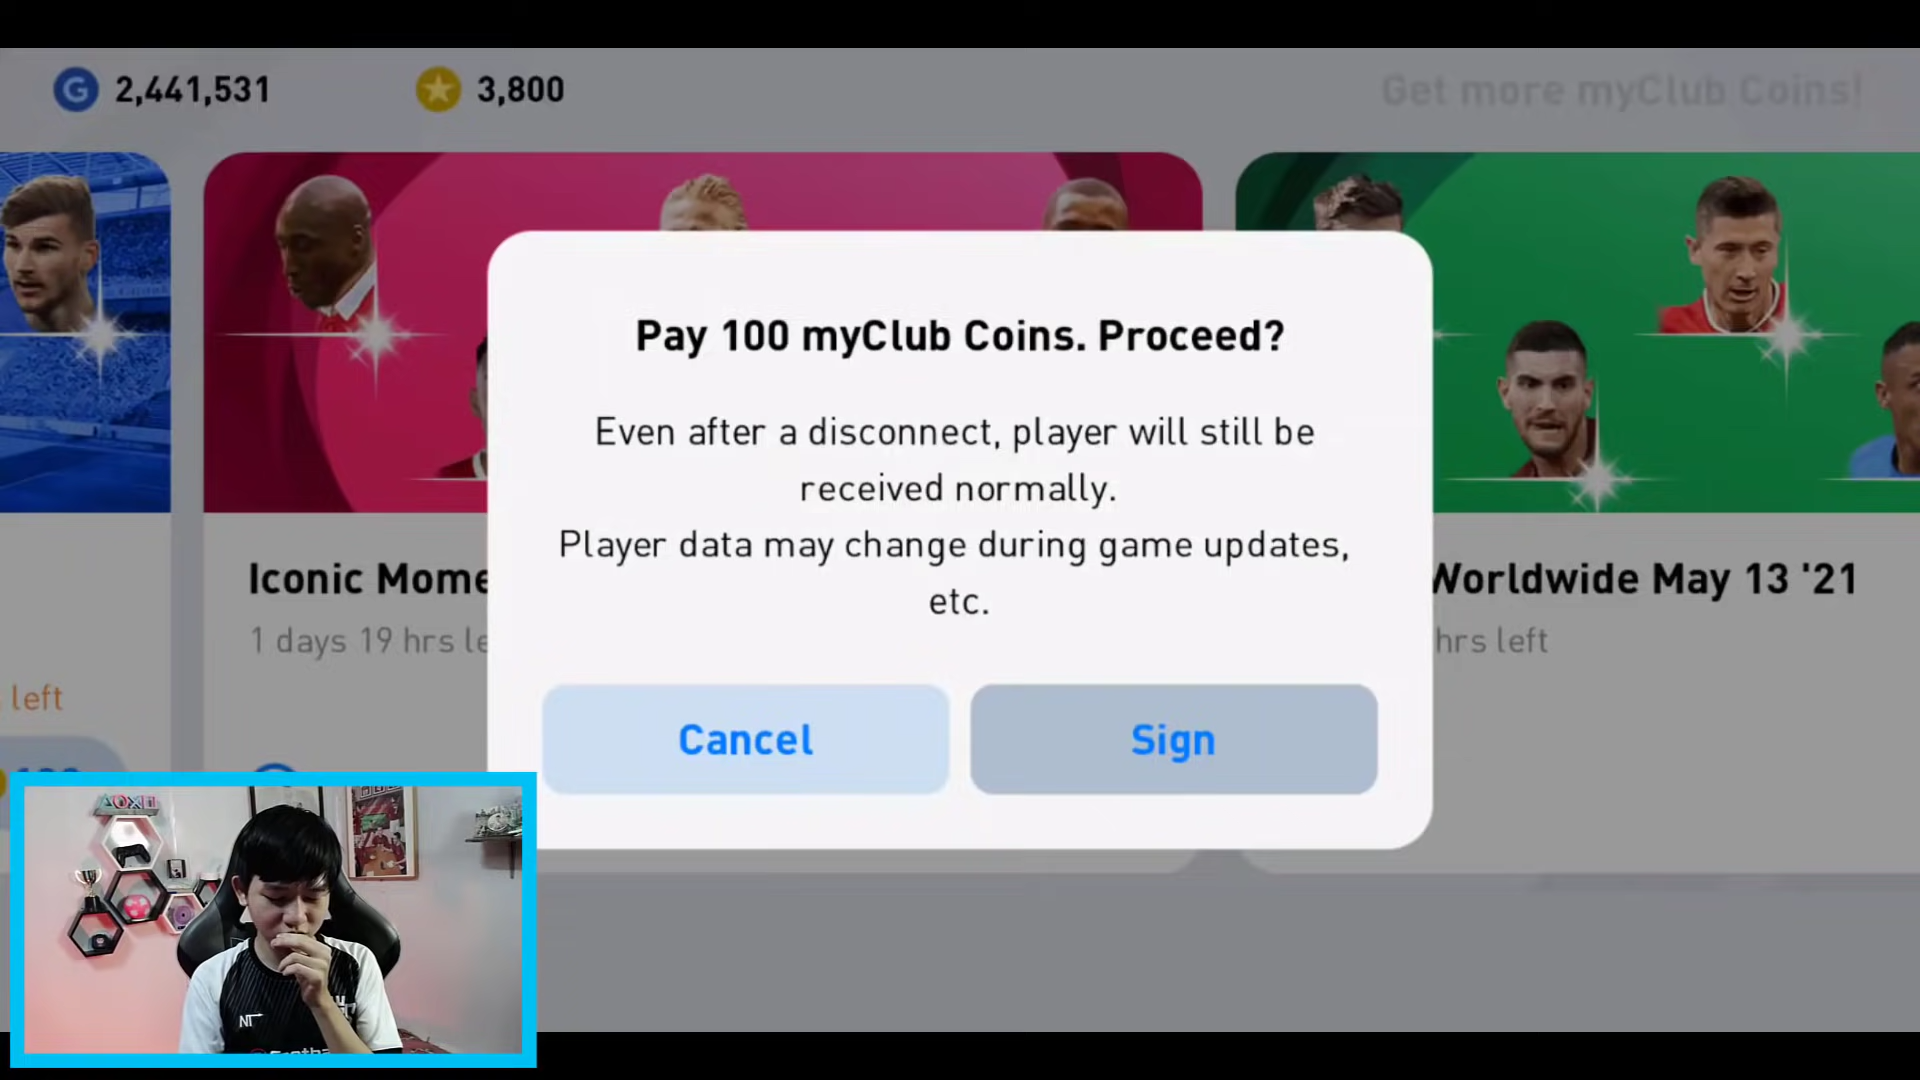 2,441,531
3,800
Get more myClub Coins!
Pay 100 myClub Coins. Proceed?
Even after a disconnect, player will still be
received normally.
Player data may change during game updates,
etc.
Cancel
Sign
Iconic Mome
1 days 19 hrs le
Worldwide May 13 '21
hrs left
left
NT